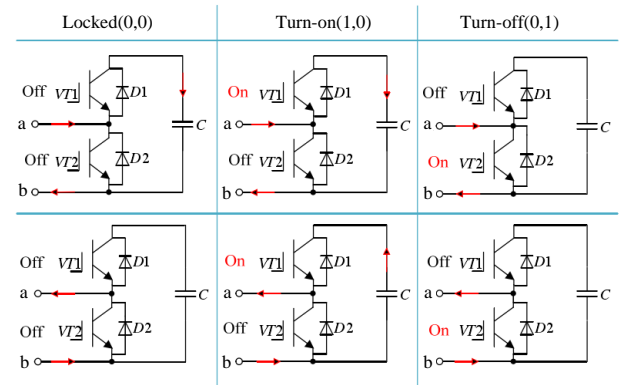 Locked(0,0) Turn-on(1,0) Turn-off(0,1)
Off VT1 D1 On VT1 D1 Off VT1 D1
a C a C a C
Off VT2 D2 Off VT2 D2 On VT2 D2
b b b
Off VT1 D1 On VT1 D1 Off VT1 D1
a C a C a C
Off VT2 D2 Off VT2 D2 On VT2 D2
b b b